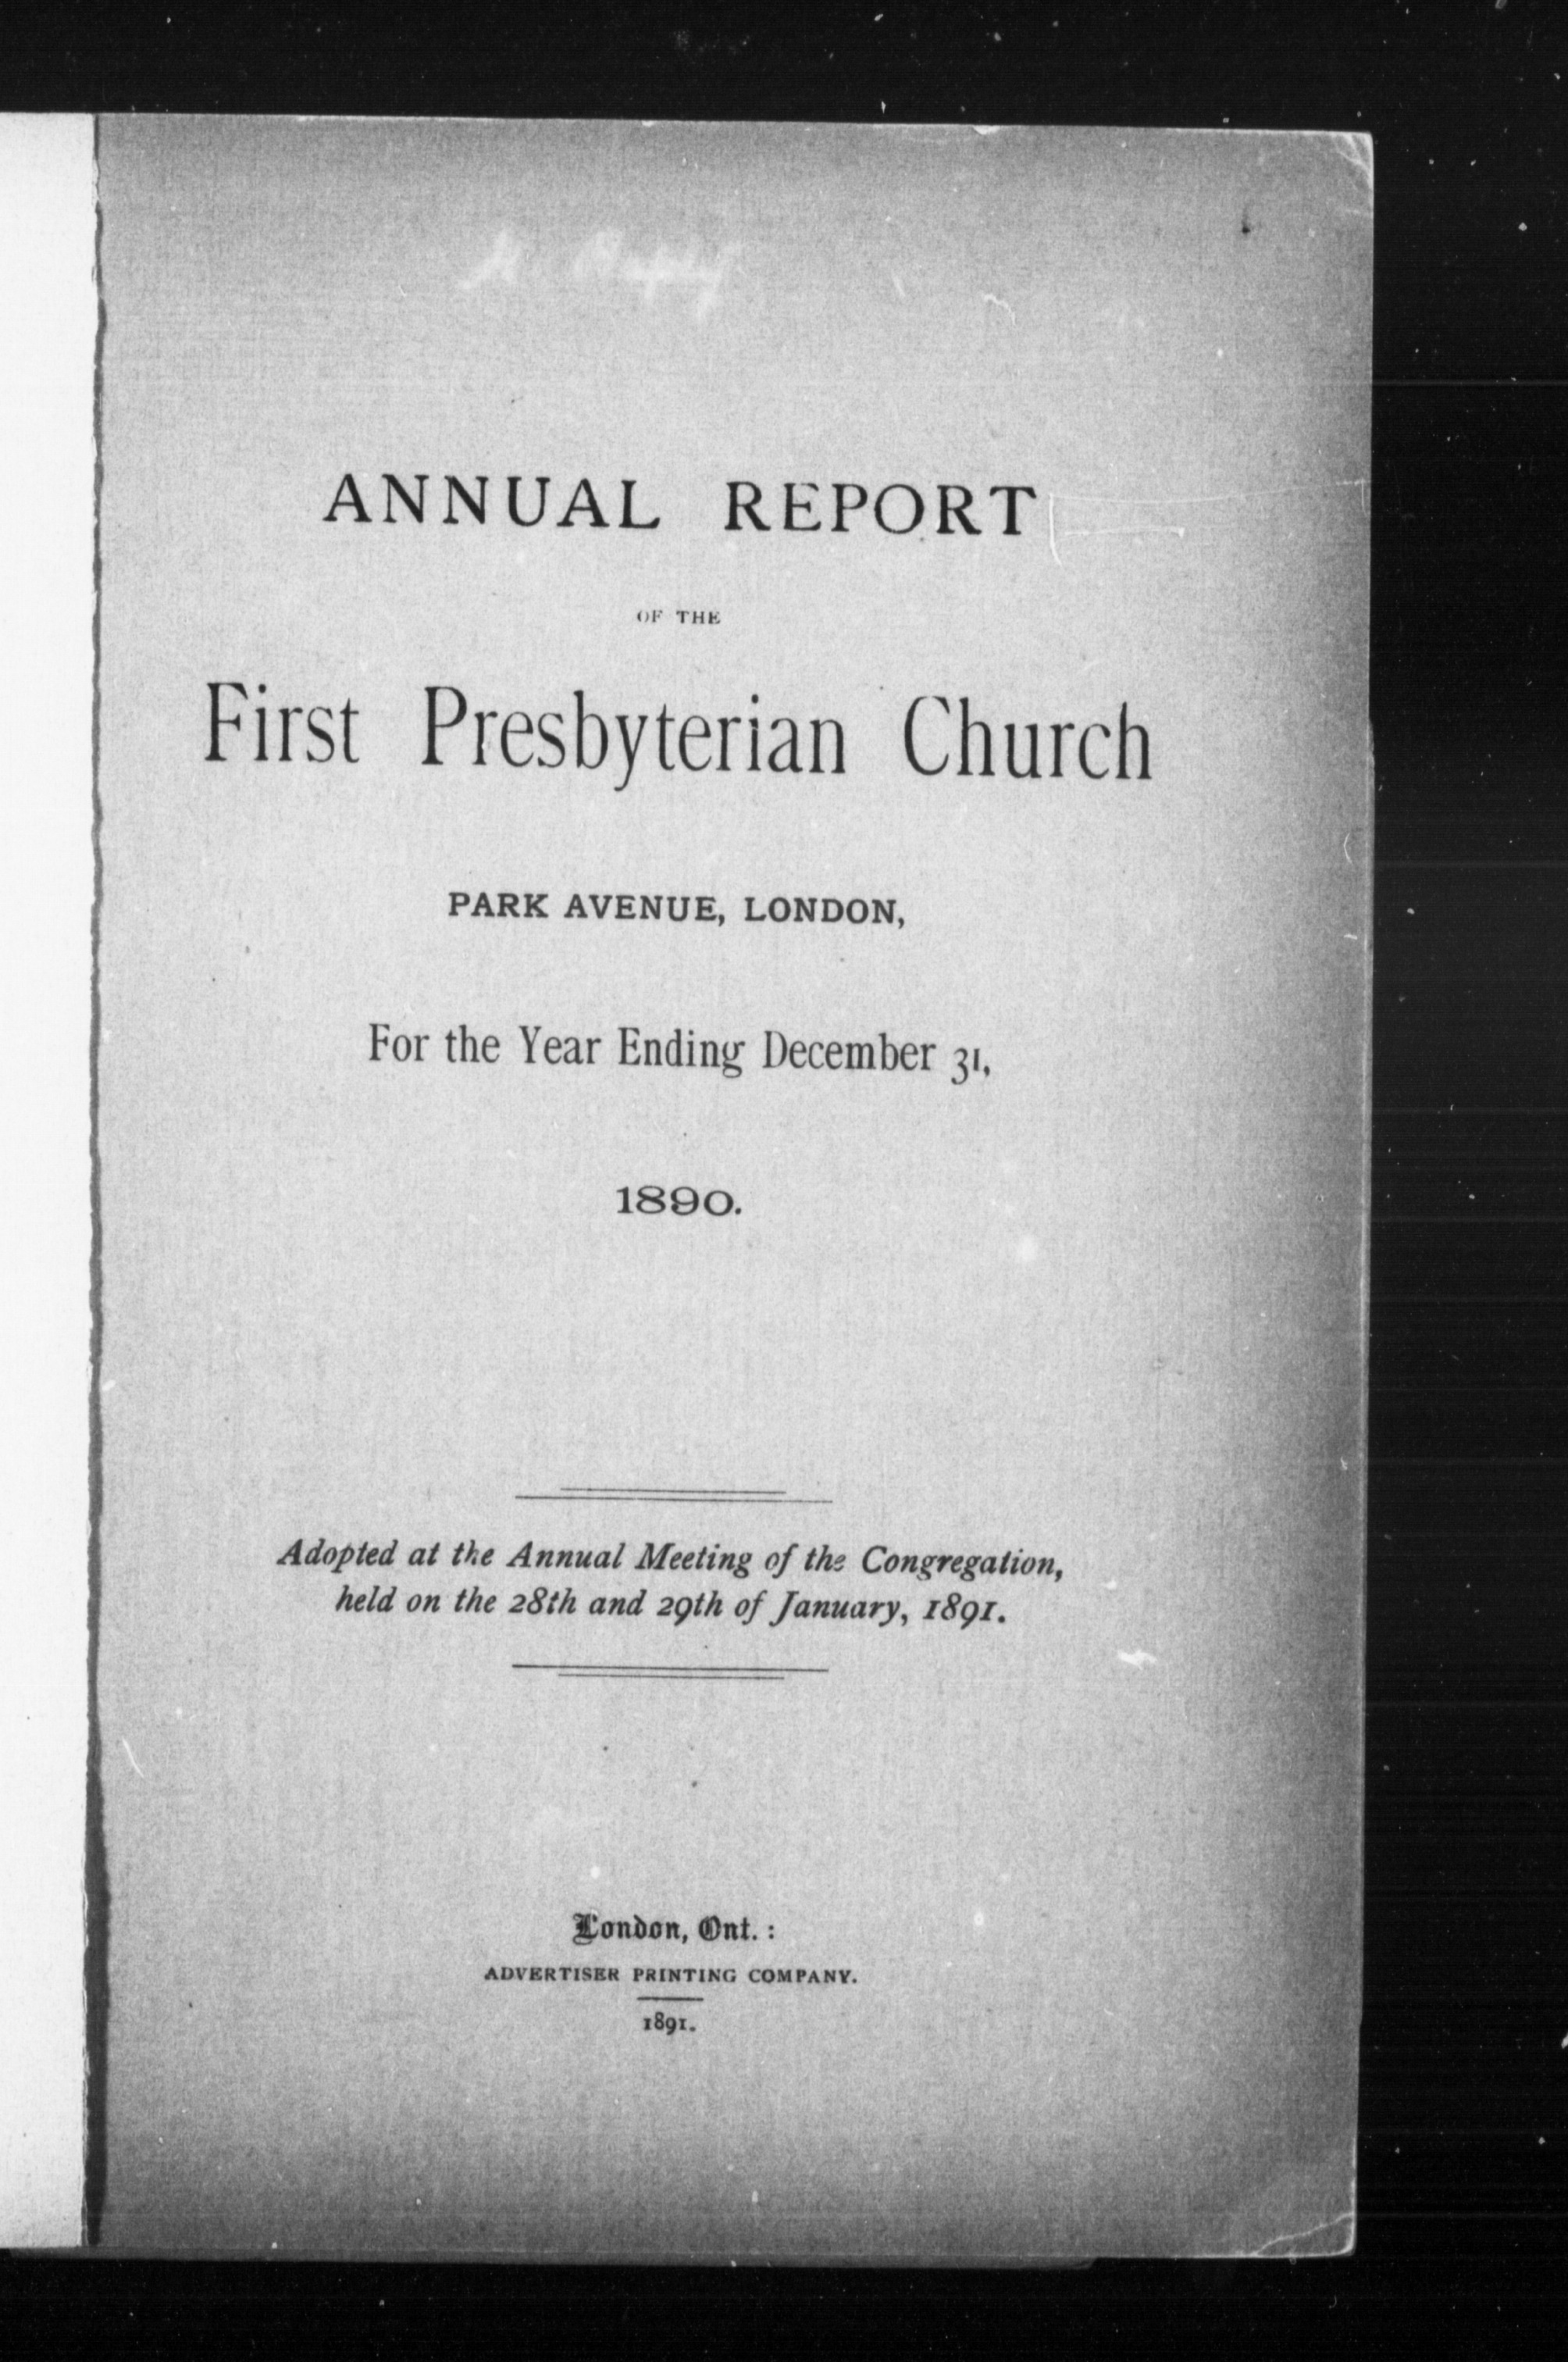 ANNUAL REPORT
OF THE
First Presbyterian Church
PARK AVENUE, LONDON,
For the Year Ending December 31,
1890.
Adopted at the Annual Meeting of the Congregation,
held on the 28th and 29th of January, 1891.
London, Ont. :
ADVERTISER PRINTING COMPANY.
1891.